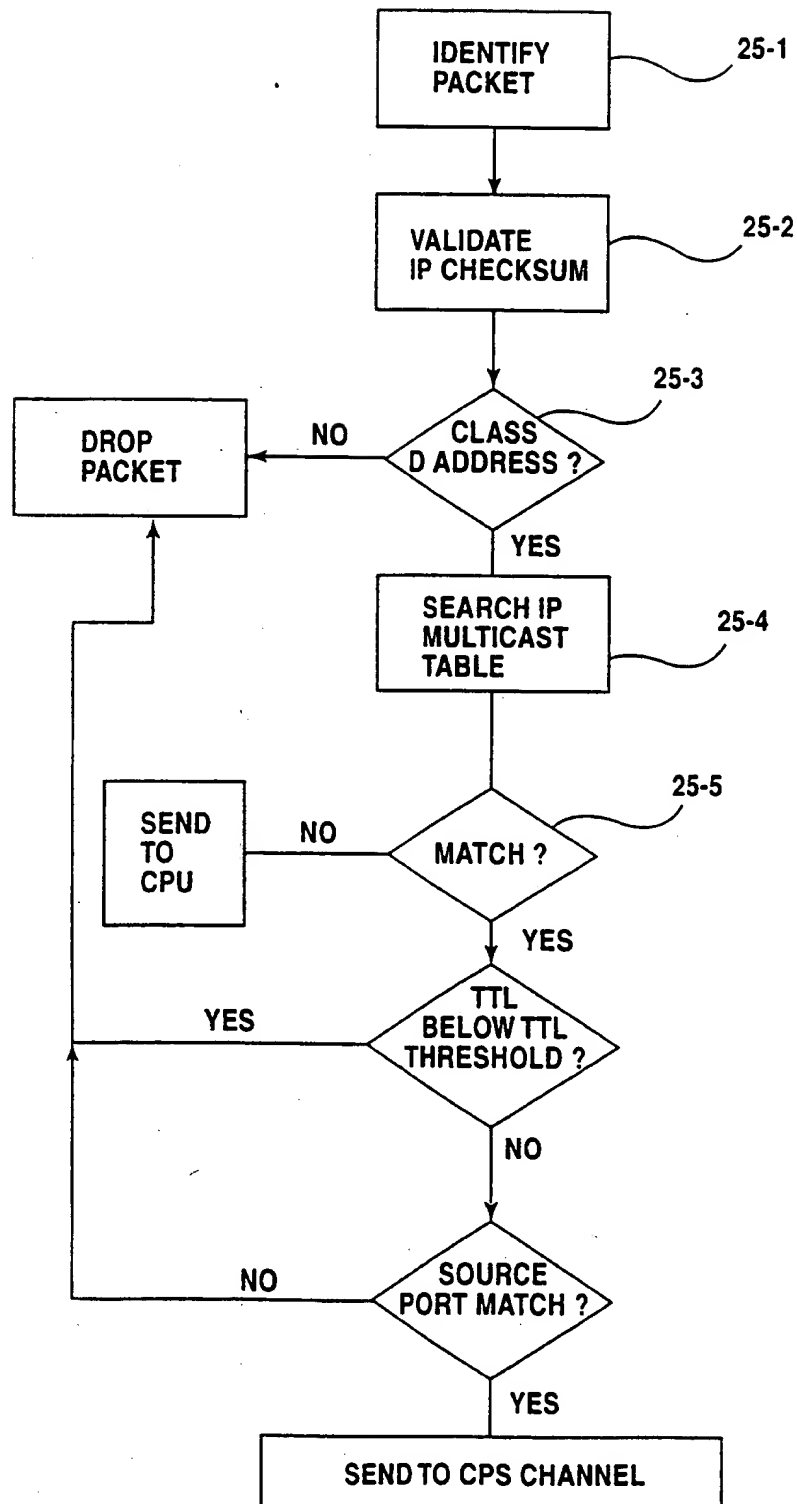 IDENTIFY
PACKET
25-1
VALIDATE
IP CHECKSUM
25-2
25-3
DROP
PACKET
NO
CLASS
D ADDRESS ?
YES
SEARCH IP
MULTICAST
TABLE
25-4
25-5
SEND
TO
CPU
NO
MATCH ?
YES
YES
TTL
BELOW TTL
THRESHOLD ?
NO
NO
SOURCE
PORT MATCH ?
YES
SEND TO CPS CHANNEL